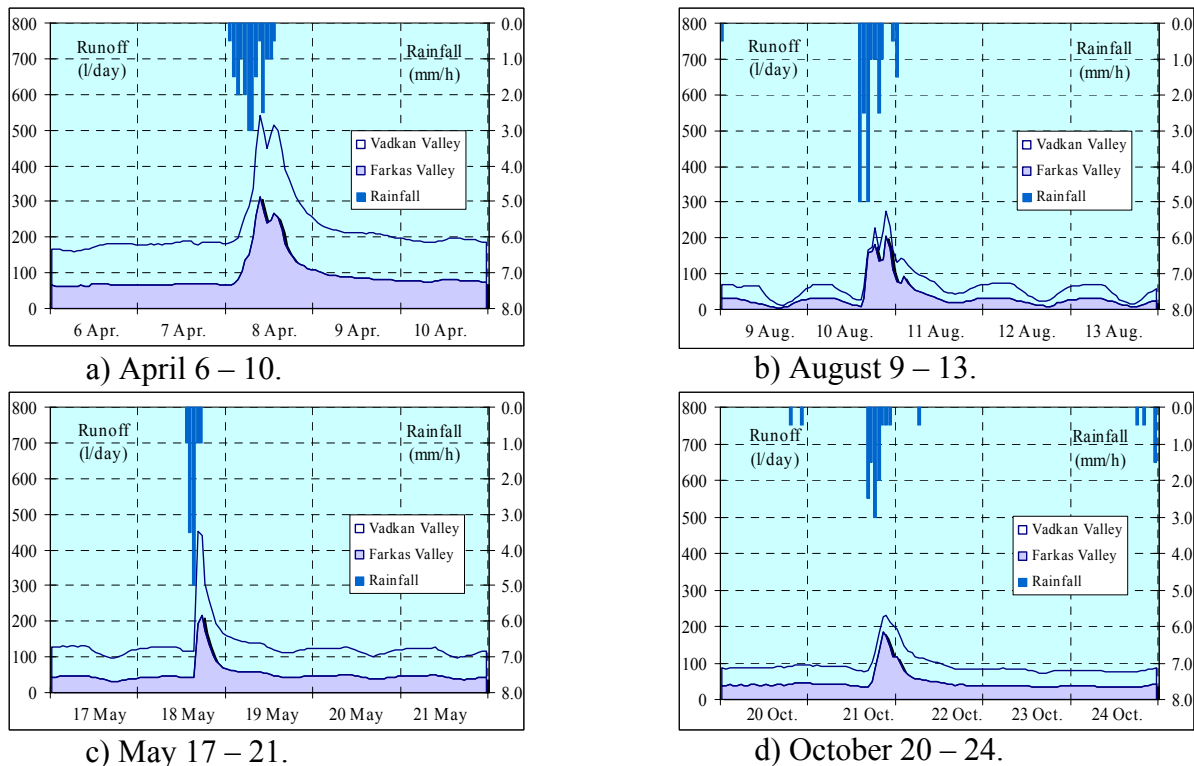 800 0.0
700 1.0
600 2.0
500 3.0
400 4.0
300 5.0
200 6.0
100 7.0
0 8.0
Runoff
(l/day)
Rainfall
(mm/h)
Vadkan Valley
Farkas Valley
Rainfall
6 Apr. 7 Apr. 8 Apr. 9 Apr. 10 Apr.
a) April 6 – 10.
800 0.0
700 1.0
600 2.0
500 3.0
400 4.0
300 5.0
200 6.0
100 7.0
0 8.0
Runoff
(l/day)
Rainfall
(mm/h)
Vadkan Valley
Farkas Valley
Rainfall
9 Aug. 10 Aug. 11 Aug. 12 Aug. 13 Aug.
b) August 9 – 13.
800 0.0
700 1.0
600 2.0
500 3.0
400 4.0
300 5.0
200 6.0
100 7.0
0 8.0
Runoff
(l/day)
Rainfall
(mm/h)
Vadkan Valley
Farkas Valley
Rainfall
17 May 18 May 19 May 20 May 21 May
c) May 17 – 21.
800 0.0
700 1.0
600 2.0
500 3.0
400 4.0
300 5.0
200 6.0
100 7.0
0 8.0
Runoff
(l/day)
Rainfall
(mm/h)
Vadkan Valley
Farkas Valley
Rainfall
20 Oct. 21 Oct. 22 Oct. 23 Oct. 24 Oct.
d) October 20 – 24.